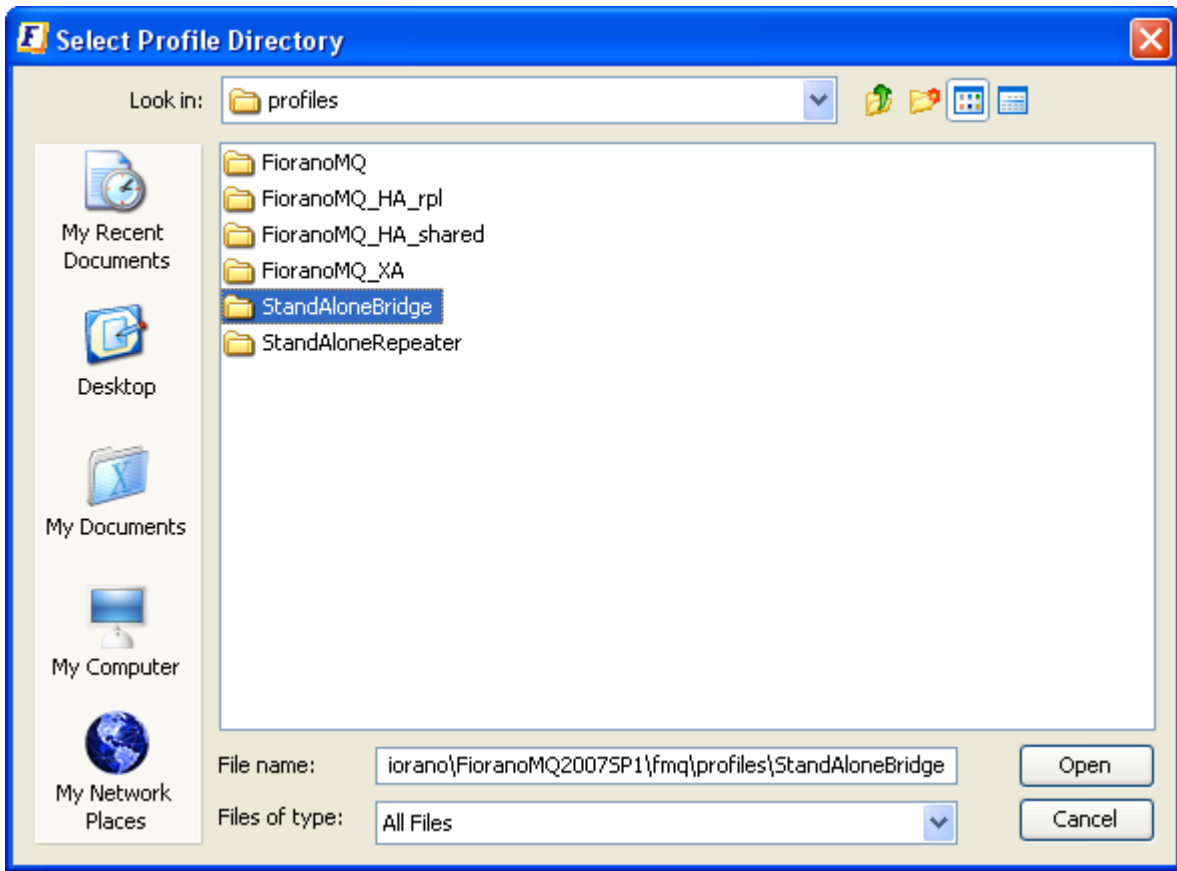 Select Profile Directory
Look in:
profiles
My Recent
Documents
Desktop
My Documents
My Computer
My Network
Places
FioranoMQ
FioranoMQ_HA_rpl
FioranoMQ_HA_shared
FioranoMQ_XA
StandAloneBridge
StandAloneRepeater
File name:
iorano\FioranoMQ2007SP1\fmq\profiles\StandAloneBridge
Open
Files of type:
All Files
Cancel